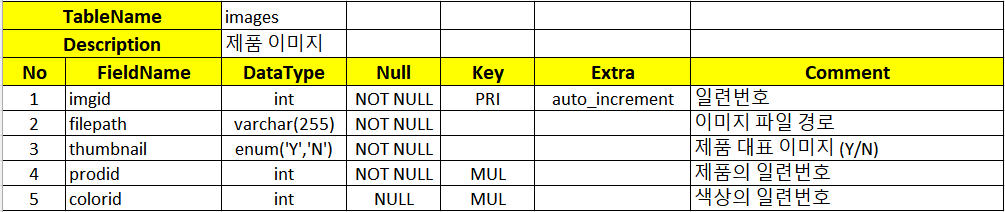 TableName images
Description 제품 이미지
No FieldName DataType Null Key Extra Comment
1 imgid int NOT NULL PRI auto_increment 일련번호
2 filepath varchar(255) NOT NULL 이미지 파일 경로
3 thumbnail enum('Y','N') NOT NULL 제품 대표 이미지 (Y/N)
4 prodid int NOT NULL MUL 제품의 일련번호
5 colorid int NULL MUL 색상의 일련번호